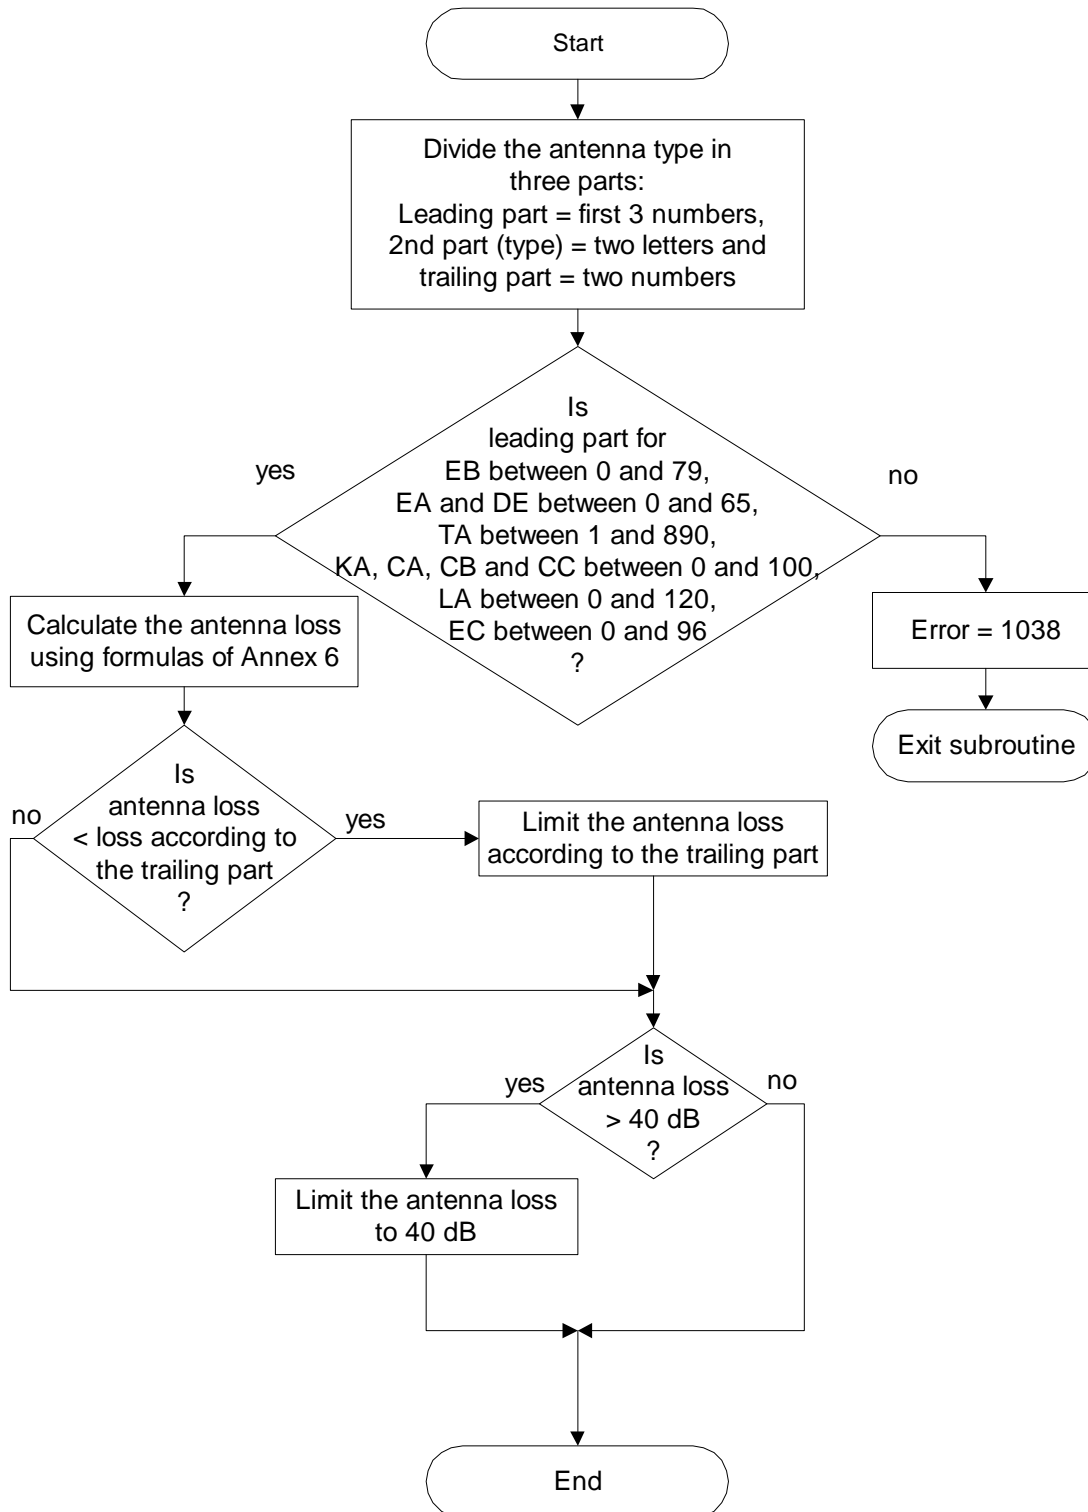 Start
Divide the antenna type in
three parts:
Leading part = first 3 numbers,
2nd part (type) = two letters and
trailing part = two numbers
Is
leading part for
EB between 0 and 79,
EA and DE between 0 and 65,
TA between 1 and 890,
KA, CA, CB and CC between 0 and 100,
LA between 0 and 120,
EC between 0 and 96
?
yes
no
Calculate the antenna loss
using formulas of Annex 6
Error = 1038
Exit subroutine
Is
antenna loss
< loss according to
the trailing part
?
no
yes
Limit the antenna loss
according to the trailing part
Is
antenna loss
> 40 dB
?
yes
no
Limit the antenna loss
to 40 dB
End